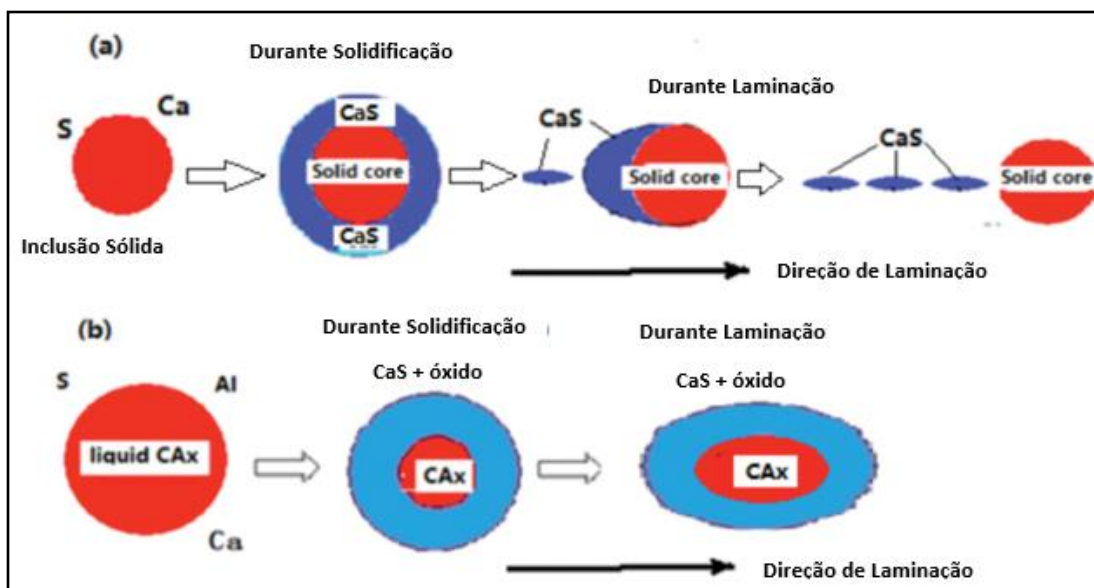 (a)
Durante Solidificação
Durante Laminação
S
Ca
CaS
Solid core
CaS
CaS
Solid core
CaS
Solid core
Inclusão Sólida
Direção de Laminação
(b)
Durante Solidificação
Durante Laminação
CaS + óxido
CaS + óxido
S
Al
liquid CAx
CAx
CAx
Ca
Direção de Laminação